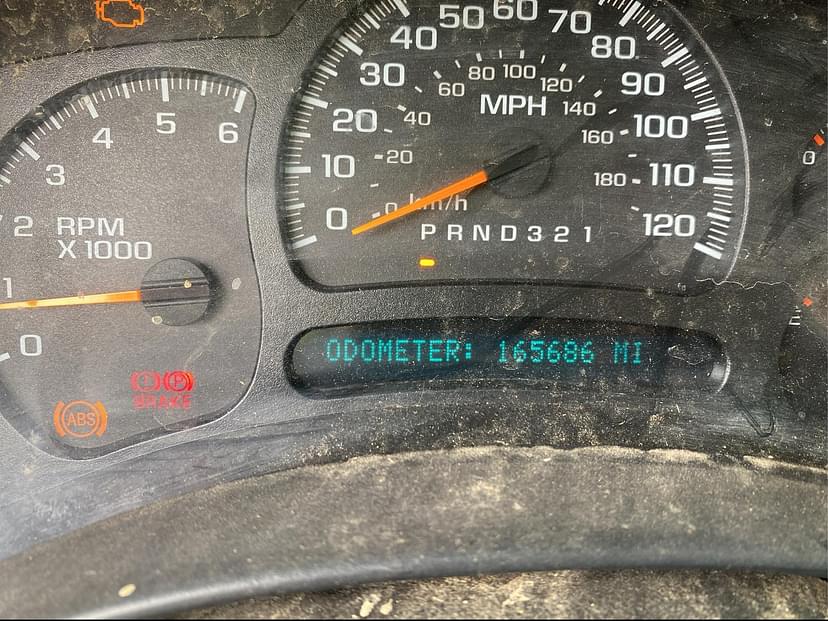 50 60 70
40 80
30 90
20 100
10 110
0 120
MPH
0 20 40 60 80 100 120 140 160 180
km/h
P R N D 3 2 1
0 1 2 3 4 5 6
RPM
X 1000
0
ODOMETER: 165686 MI
ABS
! P
BRAKE